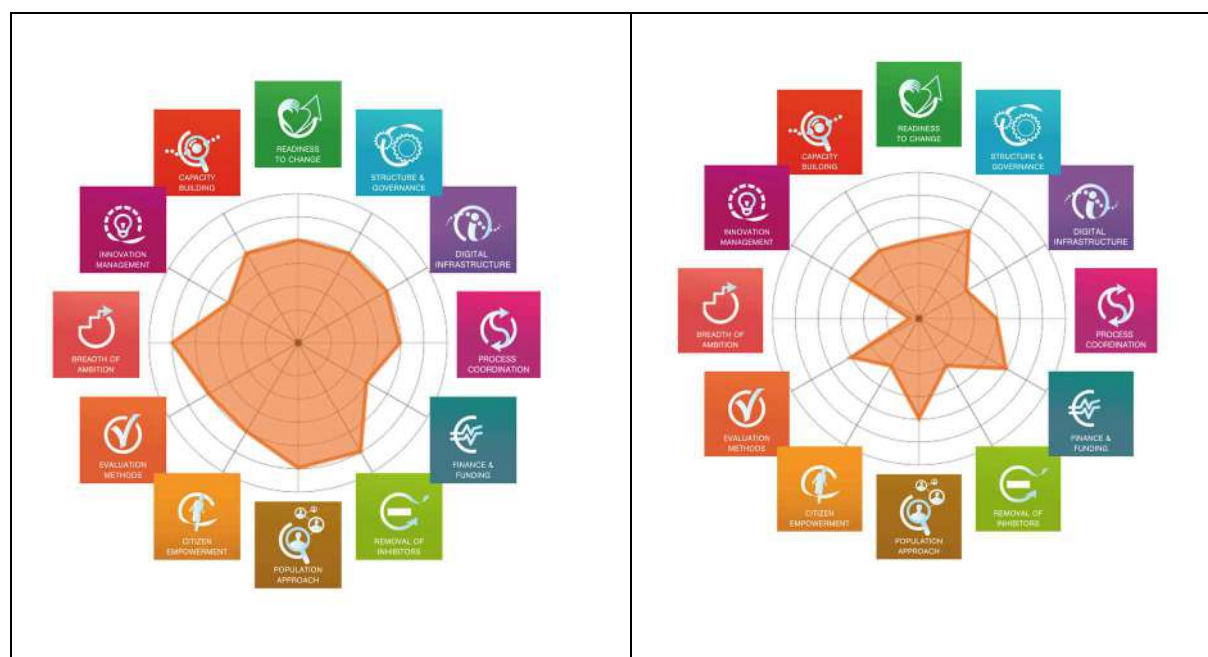 READINESS
TO CHANGE
STRUCTURE &
GOVERNANCE
DIGITAL
INFRASTRUCTURE
PROCESS
COORDINATION
FINANCE &
FUNDING
REMOVAL OF
INHIBITORS
POPULATION
APPROACH
CITIZEN
EMPOWERMENT
EVALUATION
METHODS
BREADTH OF
AMBITION
INNOVATION
MANAGEMENT
CAPACITY
BUILDING
READINESS
TO CHANGE
STRUCTURE &
GOVERNANCE
DIGITAL
INFRASTRUCTURE
PROCESS
COORDINATION
FINANCE &
FUNDING
REMOVAL OF
INHIBITORS
POPULATION
APPROACH
CITIZEN
EMPOWERMENT
EVALUATION
METHODS
BREADTH OF
AMBITION
INNOVATION
MANAGEMENT
CAPACITY
BUILDING